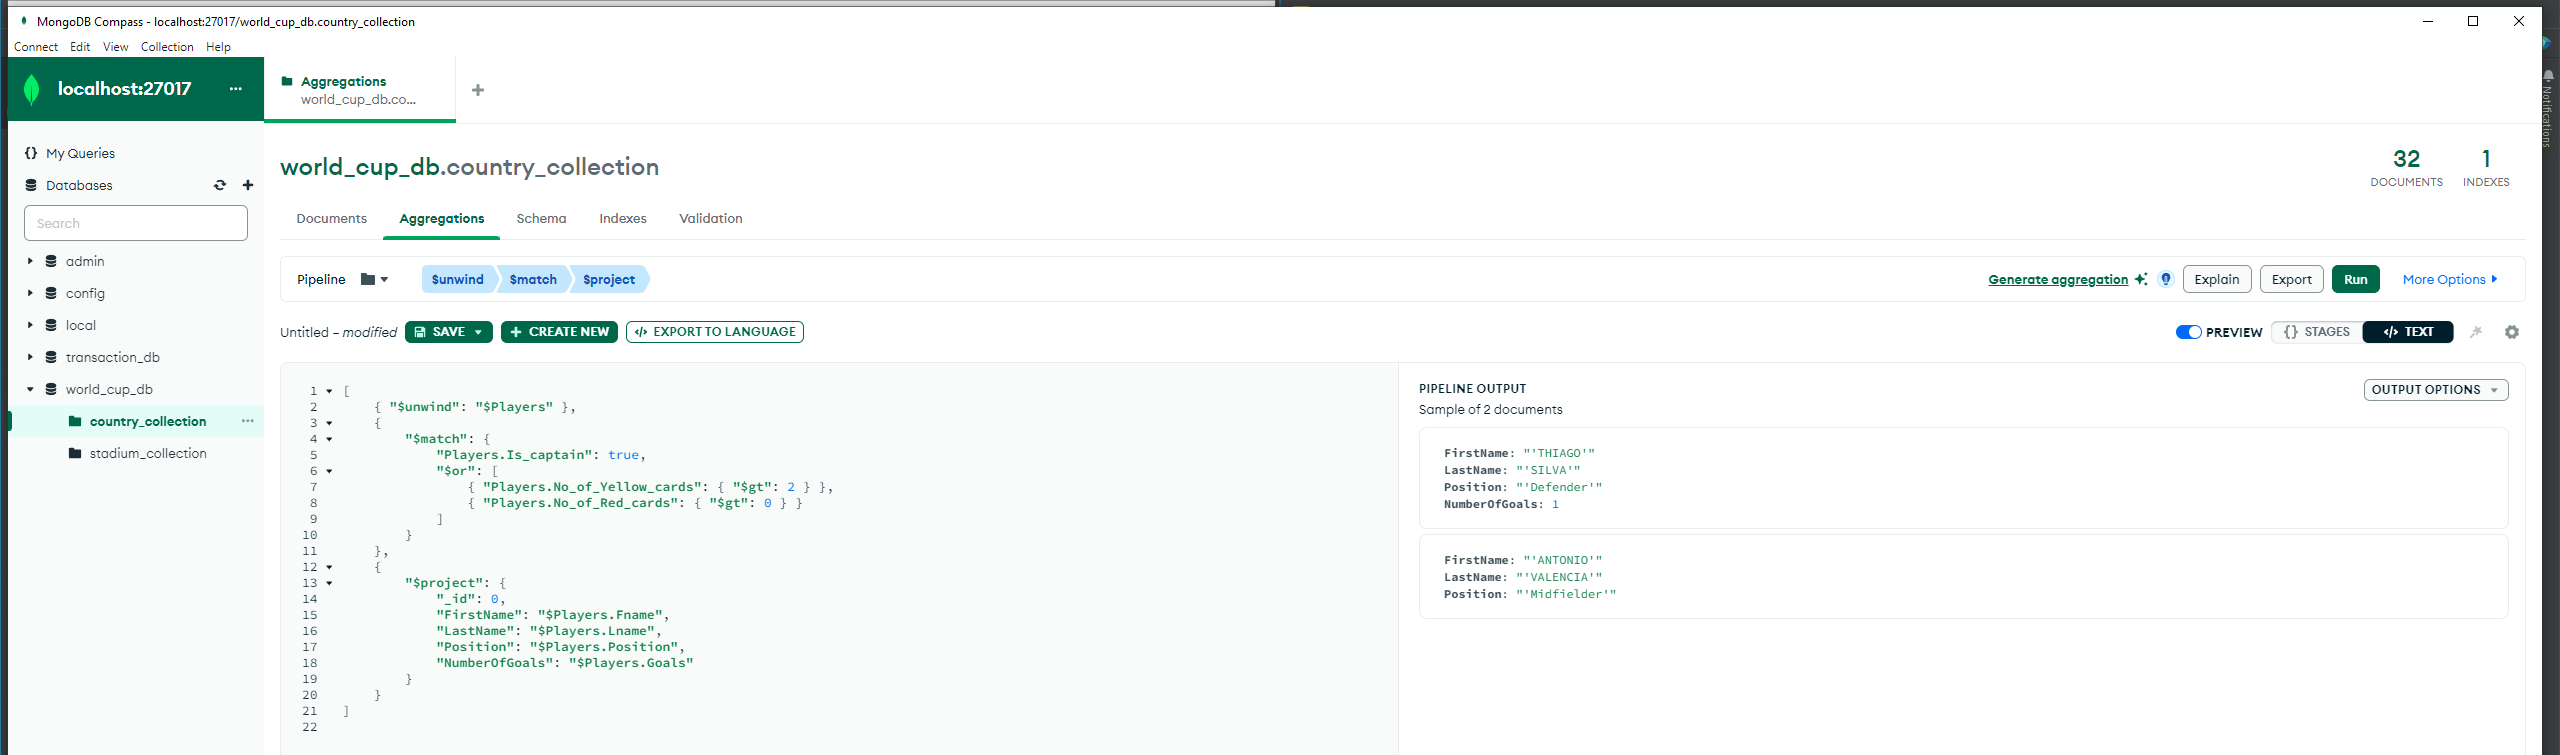 MongoDB Compass - localhost:27017/world_cup_db.country_collection
Connect Edit View Collection Help
localhost:27017 ...
Aggregations
world_cup_db.co...
+
{} My Queries
Databases
Search
admin
config
local
transaction_db
world_cup_db
country_collection ...
stadium_collection
world_cup_db.country_collection
32
DOCUMENTS
1
INDEXES
Documents Aggregations Schema Indexes Validation
Pipeline $unwind $match $project
Generate aggregation Explain Export Run More Options
Untitled – modified SAVE + CREATE NEW </> EXPORT TO LANGUAGE
PREVIEW {} STAGES </> TEXT
1 [
2     { "$unwind": "$Players" },
3     {
4         "$match": {
5             "Players.Is_captain": true,
6             "$or": [
7                 { "Players.No_of_Yellow_cards": { "$gt": 2 } },
8                 { "Players.No_of_Red_cards": { "$gt": 0 } }
9             ]
10         }
11     },
12     {
13         "$project": {
14             "_id": 0,
15             "FirstName": "$Players.Fname",
16             "LastName": "$Players.Lname",
17             "Position": "$Players.Position",
18             "NumberOfGoals": "$Players.Goals"
19         }
20     }
21 ]
22
PIPELINE OUTPUT
Sample of 2 documents
OUTPUT OPTIONS
FirstName: "'THIAGO'"
LastName: "'SILVA'"
Position: "'Defender'"
NumberOfGoals: 1
FirstName: "'ANTONIO'"
LastName: "'VALENCIA'"
Position: "'Midfielder'"
Notifications